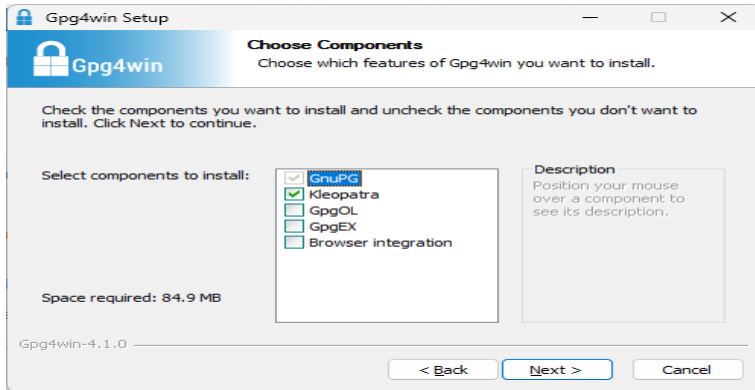 Gpg4win Setup
Gpg4win
Choose Components
Choose which features of Gpg4win you want to install.
Check the components you want to install and uncheck the components you don't want to
install. Click Next to continue.
Select components to install:
GnuPG
Kleopatra
GpgOL
GpgEX
Browser integration
Description
Position your mouse
over a component to
see its description.
Space required: 84.9 MB
Gpg4win-4.1.0
< Back
Next >
Cancel